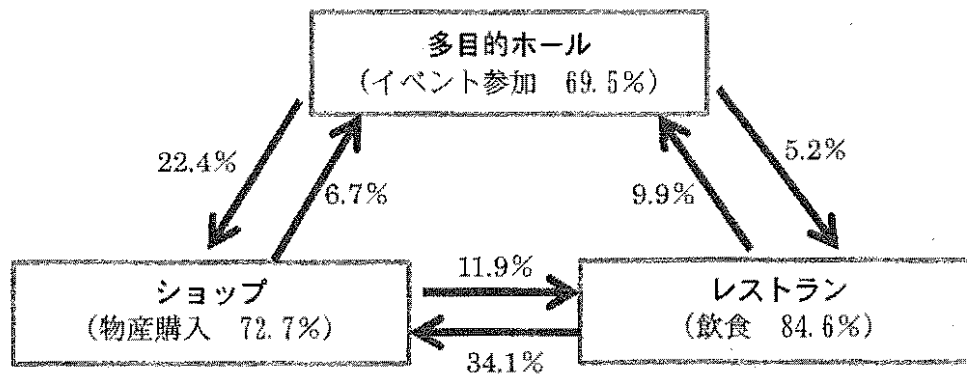 多目的ホール
(イベント参加 69.5%)
22.4%
6.7%
9.9%
5.2%
ショップ
(物産購入 72.7%)
11.9%
34.1%
レストラン
(飲食 84.6%)